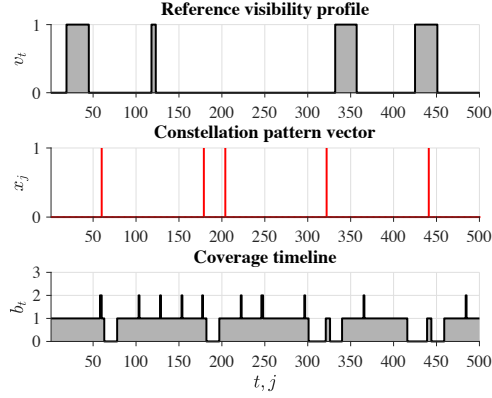 Reference visibility profile
1
v_t
0
50 100 150 200 250 300 350 400 450 500
Constellation pattern vector
1
x_j
0
50 100 150 200 250 300 350 400 450 500
Coverage timeline
3
2
b_t
1
0
50 100 150 200 250 300 350 400 450 500
t, j